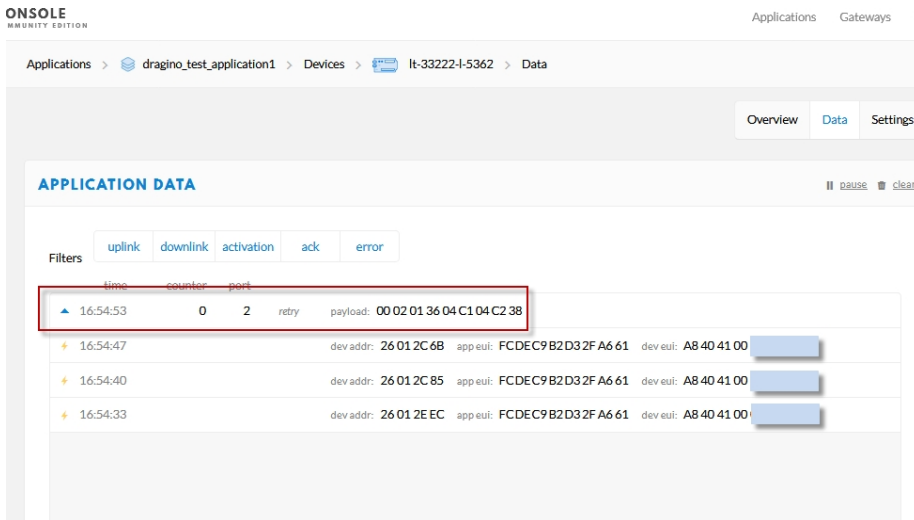 ONSOLE
MMUNITY EDITION
Applications Gateways
Applications > dragino_test_application1 > Devices > lt-33222-l-5362 > Data
Overview Data Settings
APPLICATION DATA
pause clear
Filters uplink downlink activation ack error
time counter port
16:54:53 0 2 retry payload: 00 02 01 36 04 C1 04 C2 38
16:54:47 dev addr: 26 01 2C 6B app eui: FC DE C9 B2 D3 2F A6 61 dev eui: A8 40 41 00
16:54:40 dev addr: 26 01 2C 85 app eui: FC DE C9 B2 D3 2F A6 61 dev eui: A8 40 41 00
16:54:33 dev addr: 26 01 2E EC app eui: FC DE C9 B2 D3 2F A6 61 dev eui: A8 40 41 00